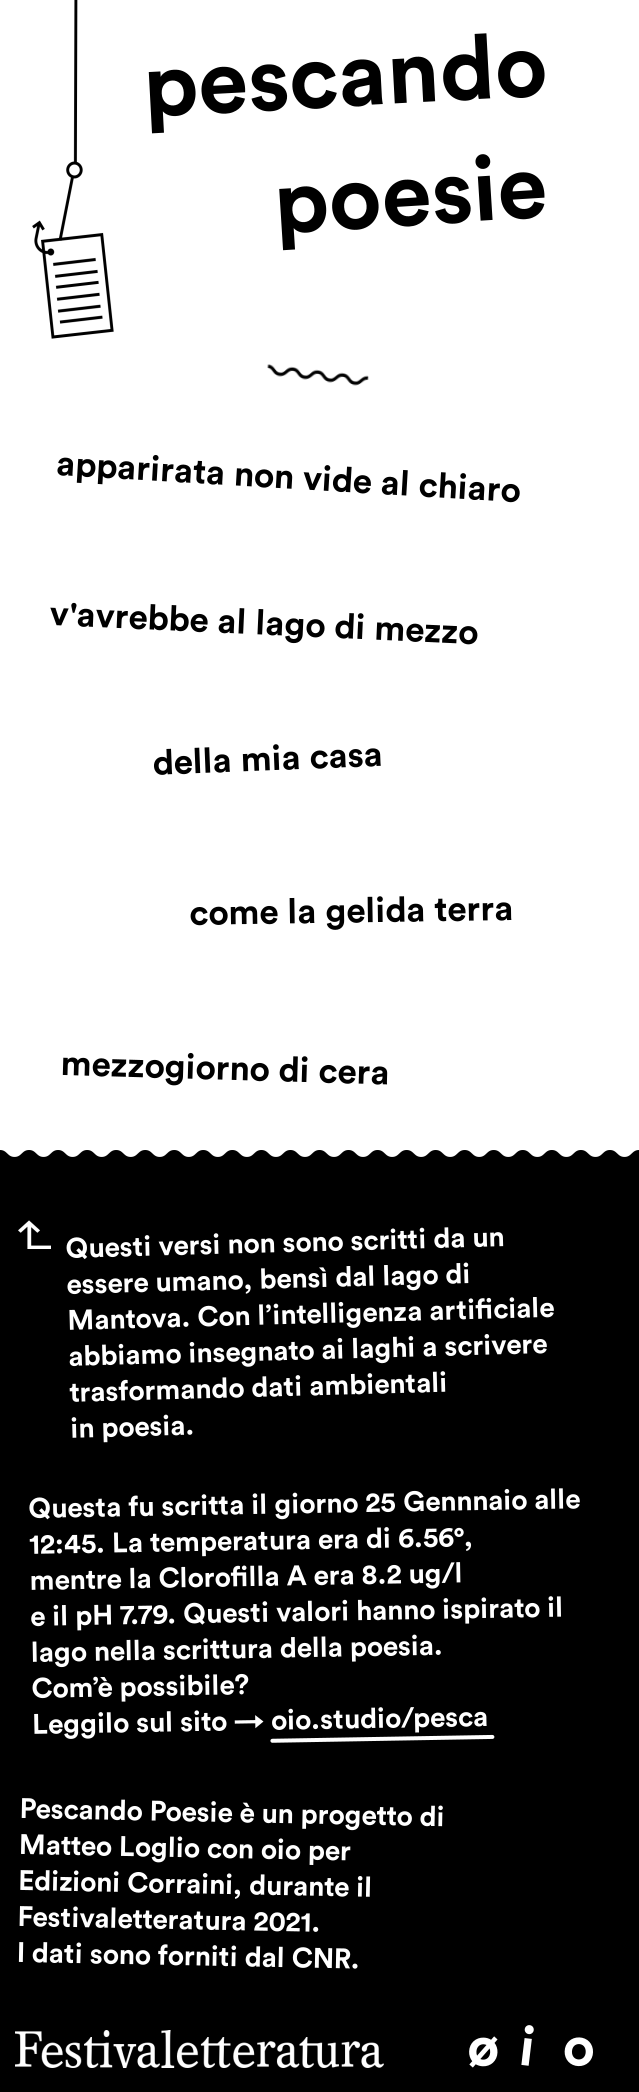 pescando
poesie
apparirata non vide al chiaro
v'avrebbe al lago di mezzo
della mia casa
come la gelida terra
mezzogiorno di cera
Questi versi non sono scritti da un
essere umano, bensì dal lago di
Mantova. Con l'intelligenza artificiale
abbiamo insegnato ai laghi a scrivere
trasformando dati ambientali
in poesia.
Questa fu scritta il giorno 25 Gennnaio alle
12:45. La temperatura era di 6.56°,
mentre la Clorofilla A era 8.2 ug/l
e il pH 7.79. Questi valori hanno ispirato il
lago nella scrittura della poesia.
Com'è possibile?
Leggilo sul sito → oio.studio/pesca
Pescando Poesie è un progetto di
Matteo Loglio con oio per
Edizioni Corraini, durante il
Festivaletteratura 2021.
I dati sono forniti dal CNR.
Festivaletteratura øio